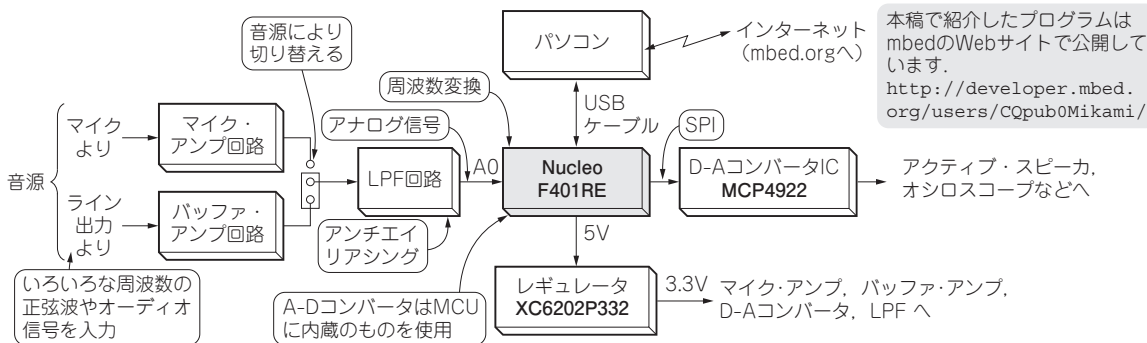 音源により
切り替える
パソコン
インターネット
(mbed.orgへ)
本稿で紹介したプログラムは
mbedのWebサイトで公開して
います.
http://developer.mbed.
org/users/CQpub0Mikami/
周波数変換
USB
ケーブル
アナログ信号
SPI
音源
マイク
より
マイク・
アンプ回路
ライン
出力
より
バッファ・
アンプ回路
LPF回路
A0
Nucleo
F401RE
D-AコンバータIC
MCP4922
アクティブ・スピーカ,
オシロスコープなどへ
アンチエイ
リアシング
5V
いろいろな周波数の
正弦波やオーディオ
信号を入力
A-DコンバータはMCU
に内蔵のものを使用
レギュレータ
XC6202P332
3.3V
マイク・アンプ, バッファ・アンプ,
D-Aコンバータ, LPF へ